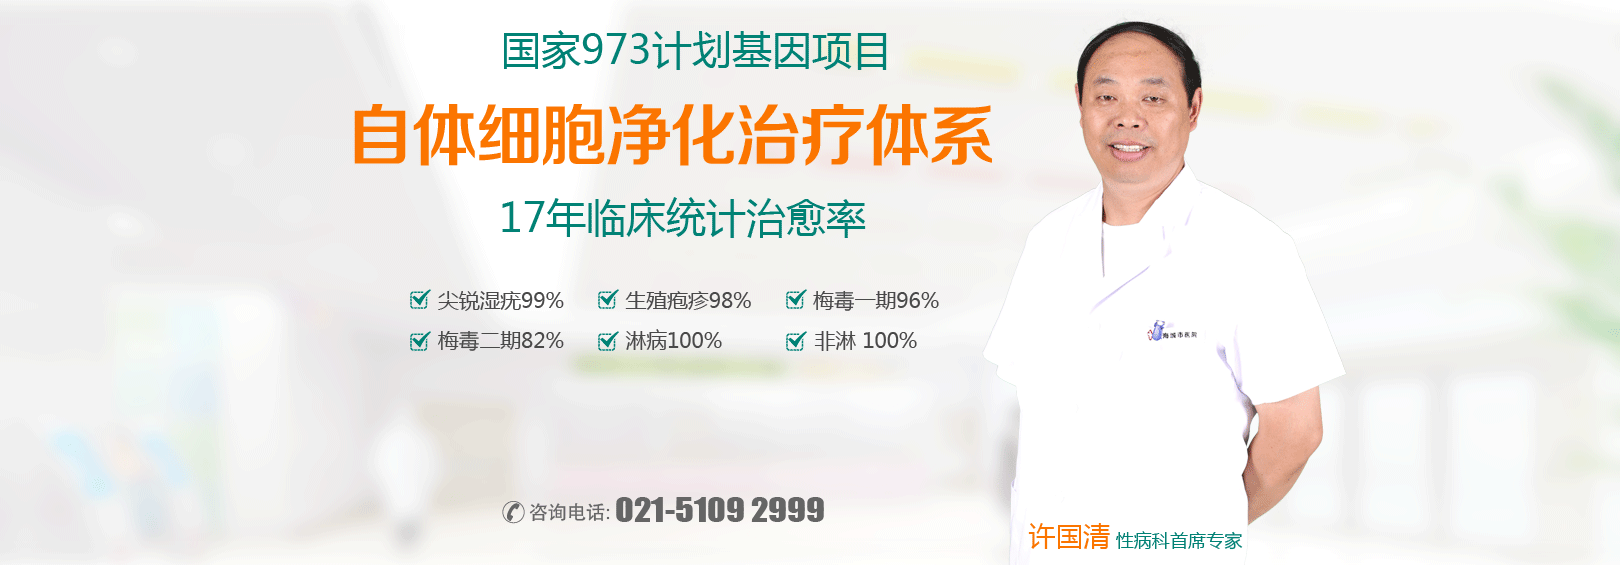 国家973计划基因项目
自体细胞净化治疗体系
17年临床统计治愈率
尖锐湿疣99% 生殖疱疹98% 梅毒一期96%
梅毒二期82% 淋病100% 非淋 100%
咨询电话: 021-5109 2999
许国清 性病科首席专家